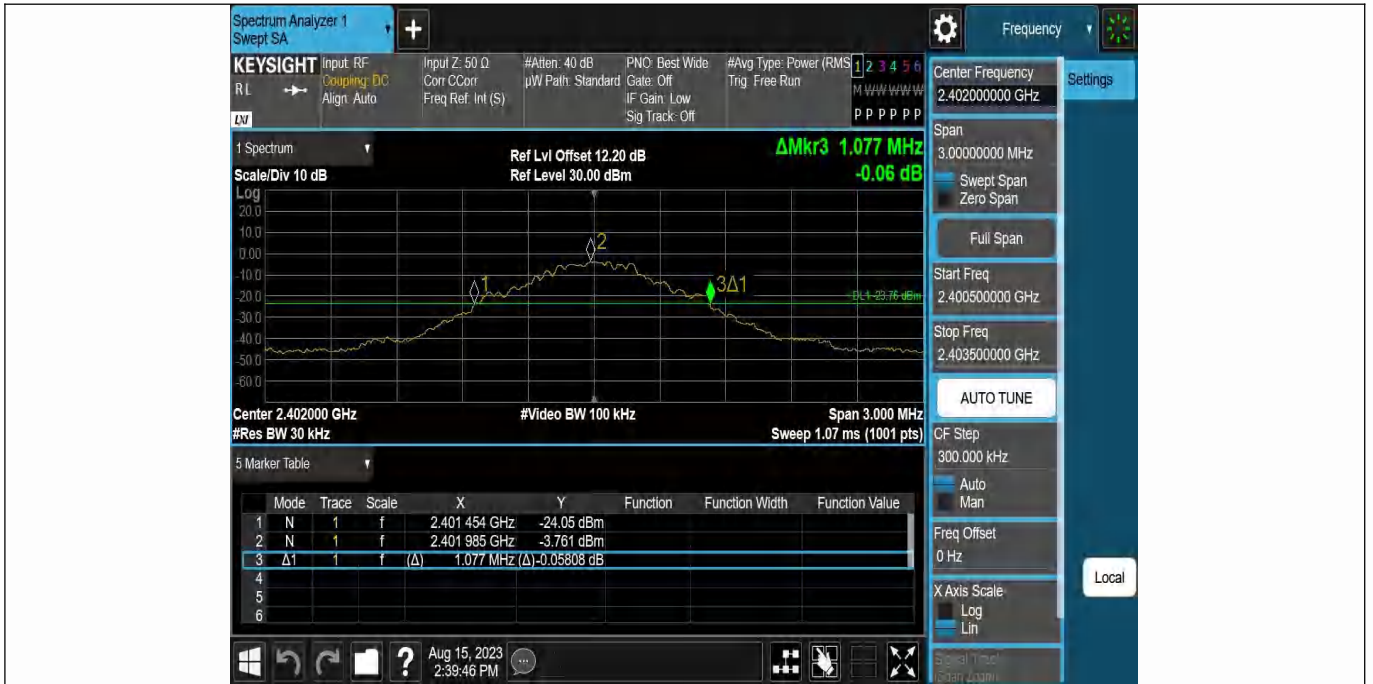 Spectrum Analyzer 1
Swept SA
+
Frequency
KEYSIGHT
RL
LXI
Input: RF
Coupling: DC
Align: Auto
Input Z: 50 Ω
Corr CCorr
Freq Ref: Int (S)
#Atten: 40 dB
µW Path: Standard
PNO: Best Wide
Gate: Off
IF Gain: Low
Sig Track: Off
#Avg Type: Power (RMS
Trig: Free Run
1 2 3 4 5 6
M W W W W W
P P P P P P
1 Spectrum
Scale/Div 10 dB
Ref Lvl Offset 12.20 dB
Ref Level 30.00 dBm
ΔMkr3 1.077 MHz
-0.06 dB
Log
20.0
10.0
0.00
-10.0
-20.0
-30.0
-40.0
-50.0
-60.0
1
2
3Δ1
DL1 -23.76 dBm
Center 2.402000 GHz
#Video BW 100 kHz
Span 3.000 MHz
#Res BW 30 kHz
Sweep 1.07 ms (1001 pts)
5 Marker Table
Mode Trace Scale X Y Function Function Width Function Value
1 N 1 f 2.401 454 GHz -24.05 dBm
2 N 1 f 2.401 985 GHz -3.761 dBm
3 Δ1 1 f (Δ) 1.077 MHz (Δ) -0.05808 dB
4
5
6
Aug 15, 2023
2:39:46 PM
Center Frequency
2.402000000 GHz
Settings
Span
3.00000000 MHz
Swept Span
Zero Span
Full Span
Start Freq
2.400500000 GHz
Stop Freq
2.403500000 GHz
AUTO TUNE
CF Step
300.000 kHz
Auto
Man
Freq Offset
0 Hz
X Axis Scale
Log
Lin
Local
Signal Track
(Span Zoom)